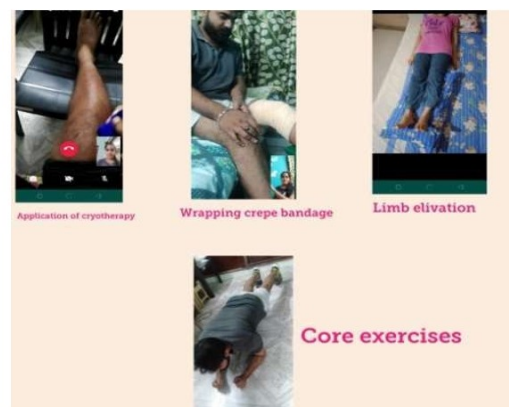 Application of cryotherapy
Wrapping crepe bandage
Limb elivation
Core exercises